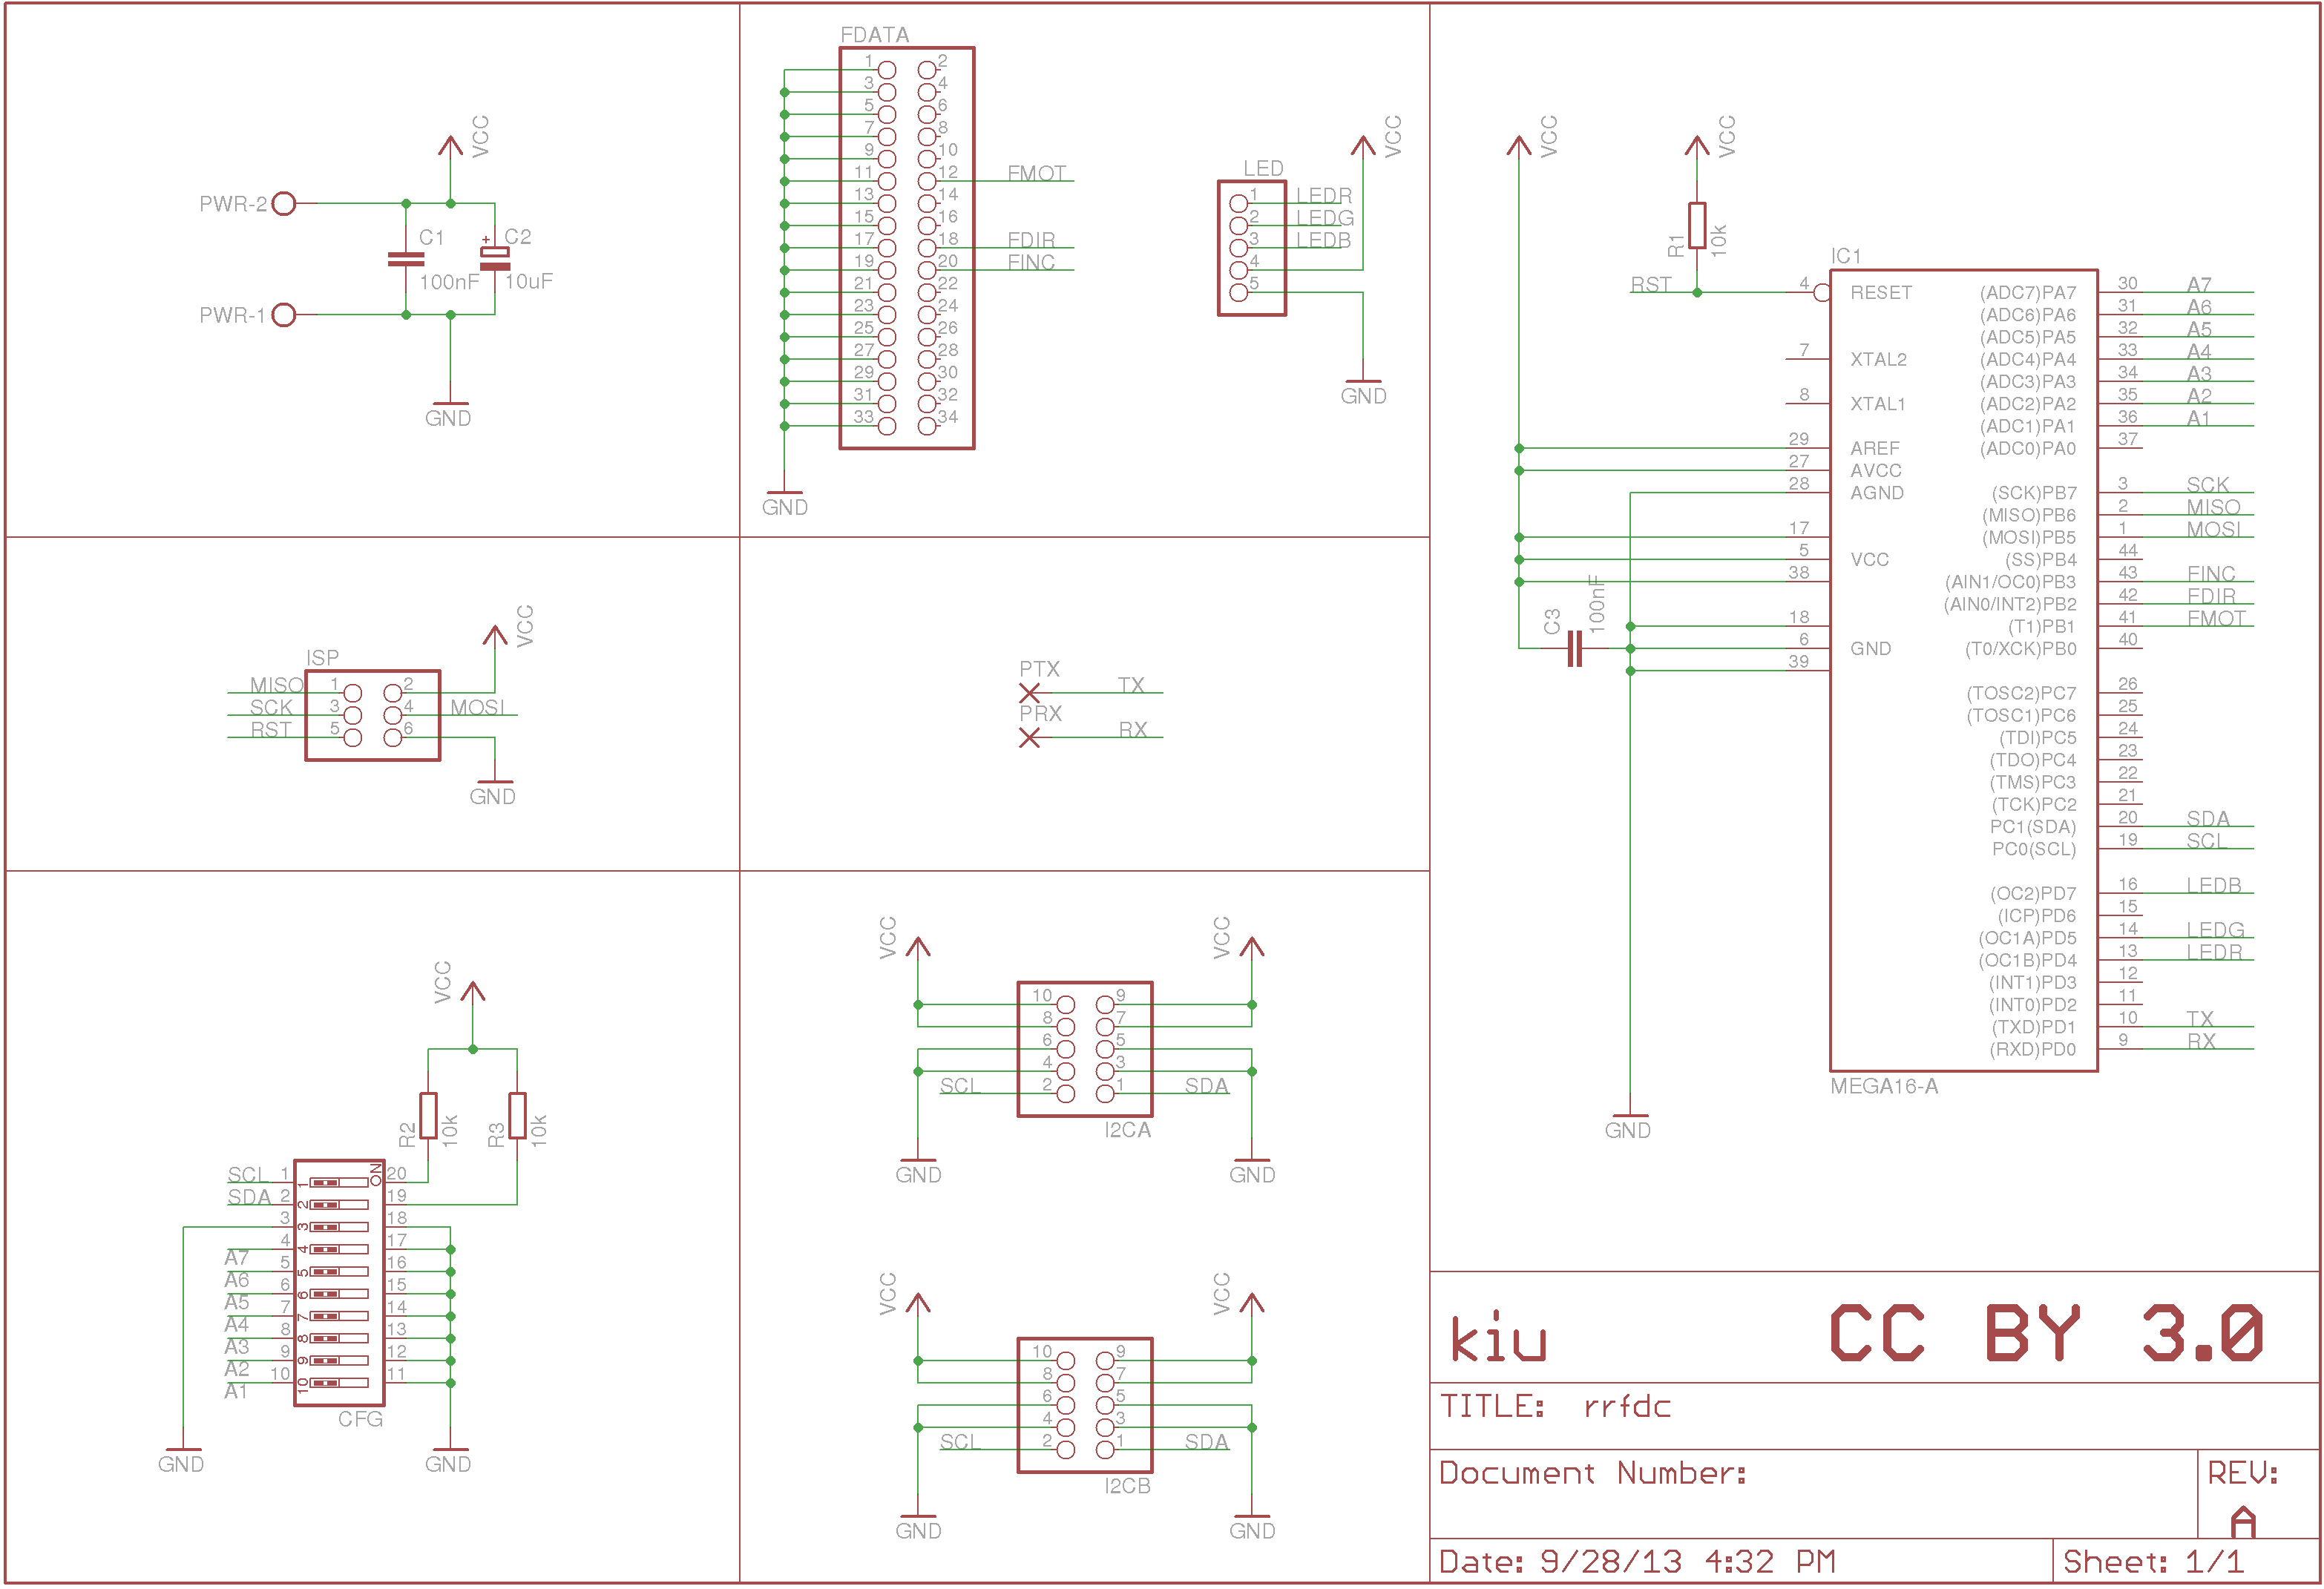 PWR-2
PWR-1
VCC
C1
100nF
C2
+
10uF
GND
FDATA
1 2
3 4
5 6
7 8
9 10
11 12 FMOT
13 14
15 16
17 18 FDIR
19 20 FINC
21 22
23 24
25 26
27 28
29 30
31 32
33 34
GND
LED
VCC
1 LEDR
2 LEDG
3 LEDB
4
5
GND
ISP
VCC
MISO 1 2
SCK 3 4 MOSI
RST 5 6
GND
PTX
TX
PRX
RX
VCC
R2 10k
R3 10k
ON
SCL 1 1 20
SDA 2 2 19
3 3 18
4 4 17
A7
5 5 16
A6
6 6 15
A5
7 7 14
A4
8 8 13
A3
9 9 12
A2
10 10 11
A1
CFG
GND
GND
VCC
VCC
10 9
8 7
6 5
4 3
SCL 2 1 SDA
I2CA
GND
GND
VCC
VCC
10 9
8 7
6 5
4 3
SCL 2 1 SDA
I2CB
GND
GND
VCC
VCC
R1
10k
RST
C3
100nF
GND
IC1
4 RESET
7 XTAL2
8 XTAL1
29 AREF
27 AVCC
28 AGND
17
5 VCC
38
18
6 GND
39
(ADC7)PA7 30 A7
(ADC6)PA6 31 A6
(ADC5)PA5 32 A5
(ADC4)PA4 33 A4
(ADC3)PA3 34 A3
(ADC2)PA2 35 A2
(ADC1)PA1 36 A1
(ADC0)PA0 37
(SCK)PB7 3 SCK
(MISO)PB6 2 MISO
(MOSI)PB5 1 MOSI
(SS)PB4 44
(AIN1/OC0)PB3 43 FINC
(AIN0/INT2)PB2 42 FDIR
(T1)PB1 41 FMOT
(T0/XCK)PB0 40
(TOSC2)PC7 26
(TOSC1)PC6 25
(TDI)PC5 24
(TDO)PC4 23
(TMS)PC3 22
(TCK)PC2 21
PC1(SDA) 20 SDA
PC0(SCL) 19 SCL
(OC2)PD7 16 LEDB
(ICP)PD6 15
(OC1A)PD5 14 LEDG
(OC1B)PD4 13 LEDR
(INT1)PD3 12
(INT0)PD2 11
(TXD)PD1 10 TX
(RXD)PD0 9 RX
MEGA16-A
kiu CC BY 3.0
TITLE: rrfdc
Document Number:
REV:
A
Date: 9/28/13 4:32 PM
Sheet: 1/1